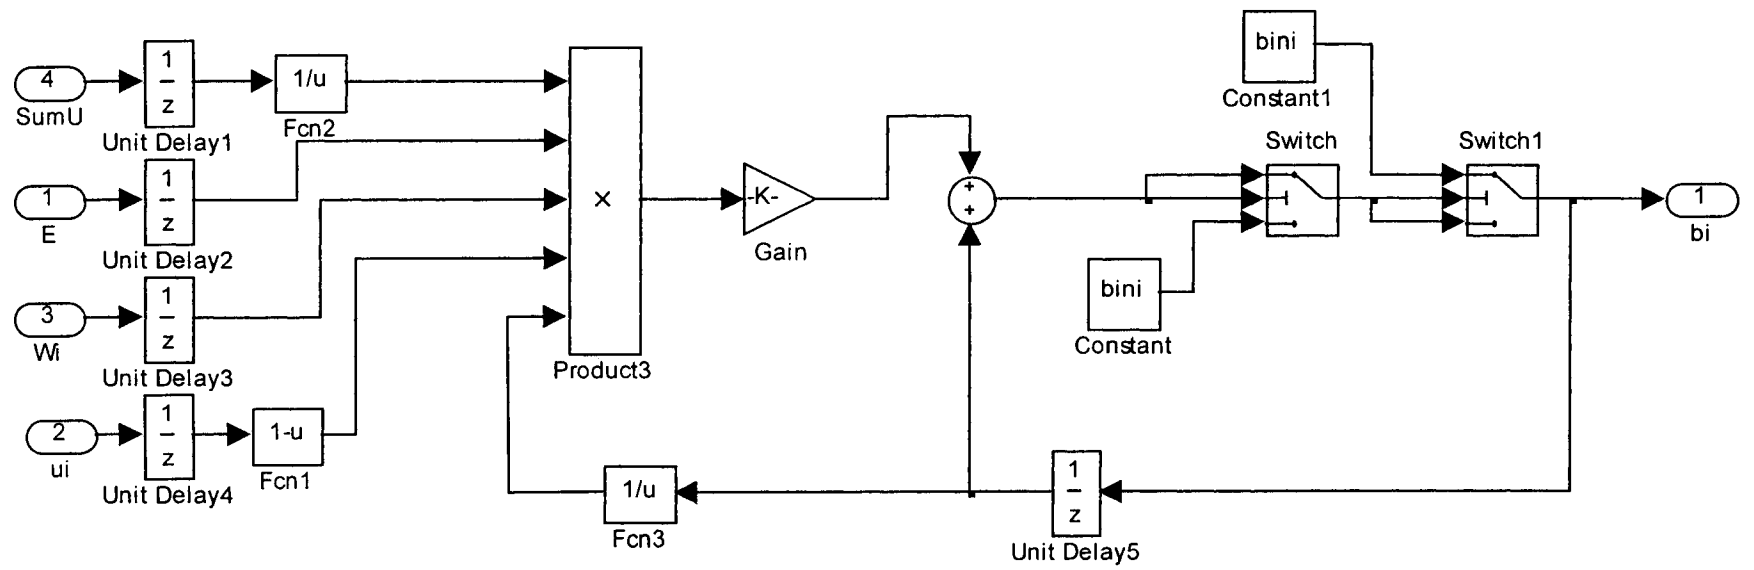 4
SumU
1
z
Unit Delay1
1/u
Fcn2
1
E
1
z
Unit Delay2
3
Wi
1
z
Unit Delay3
2
ui
1
z
Unit Delay4
1-u
Fcn1
×
Product3
-K-
Gain
+
+
bini
Constant1
Switch
Switch1
bini
Constant
1
bi
1/u
Fcn3
1
z
Unit Delay5